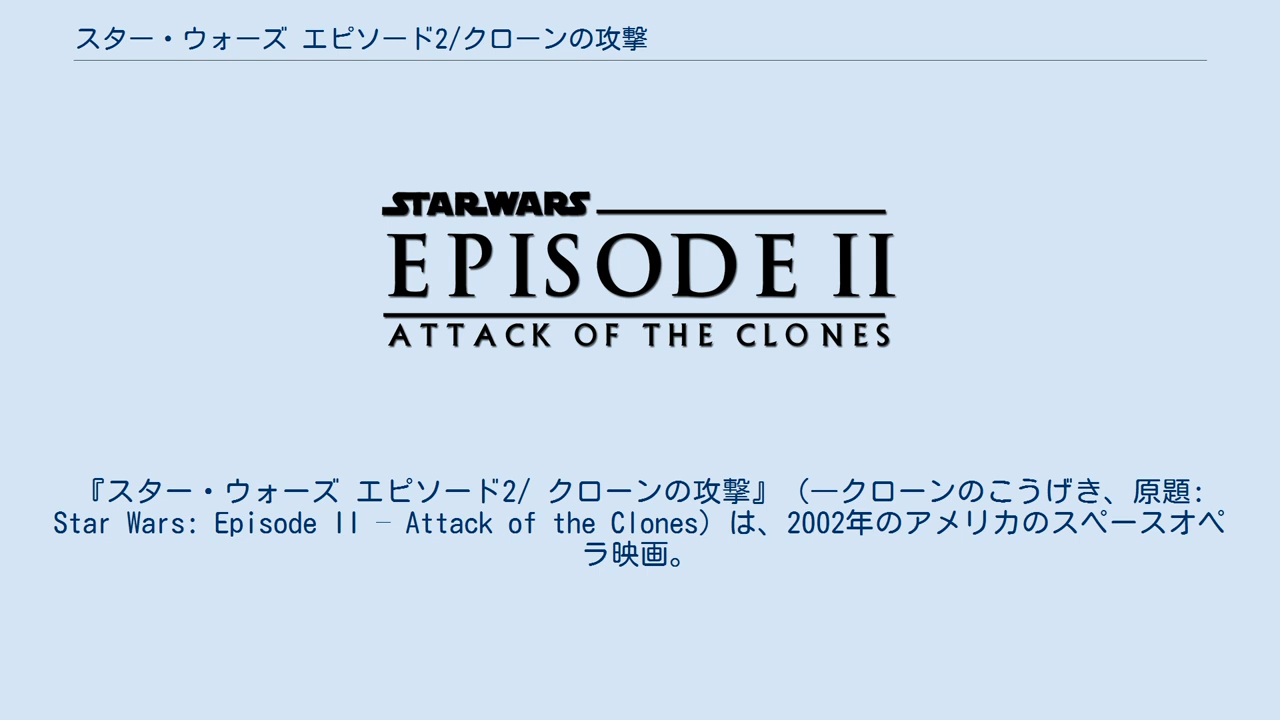 スター・ウォーズ エピソード2/クローンの攻撃
STAR WARS
EPISODE II
ATTACK OF THE CLONES
『スター・ウォーズ エピソード2/ クローンの攻撃』（―クローンのこうげき、原題:
Star Wars: Episode II – Attack of the Clones）は、2002年のアメリカのスペースオペ
ラ映画。